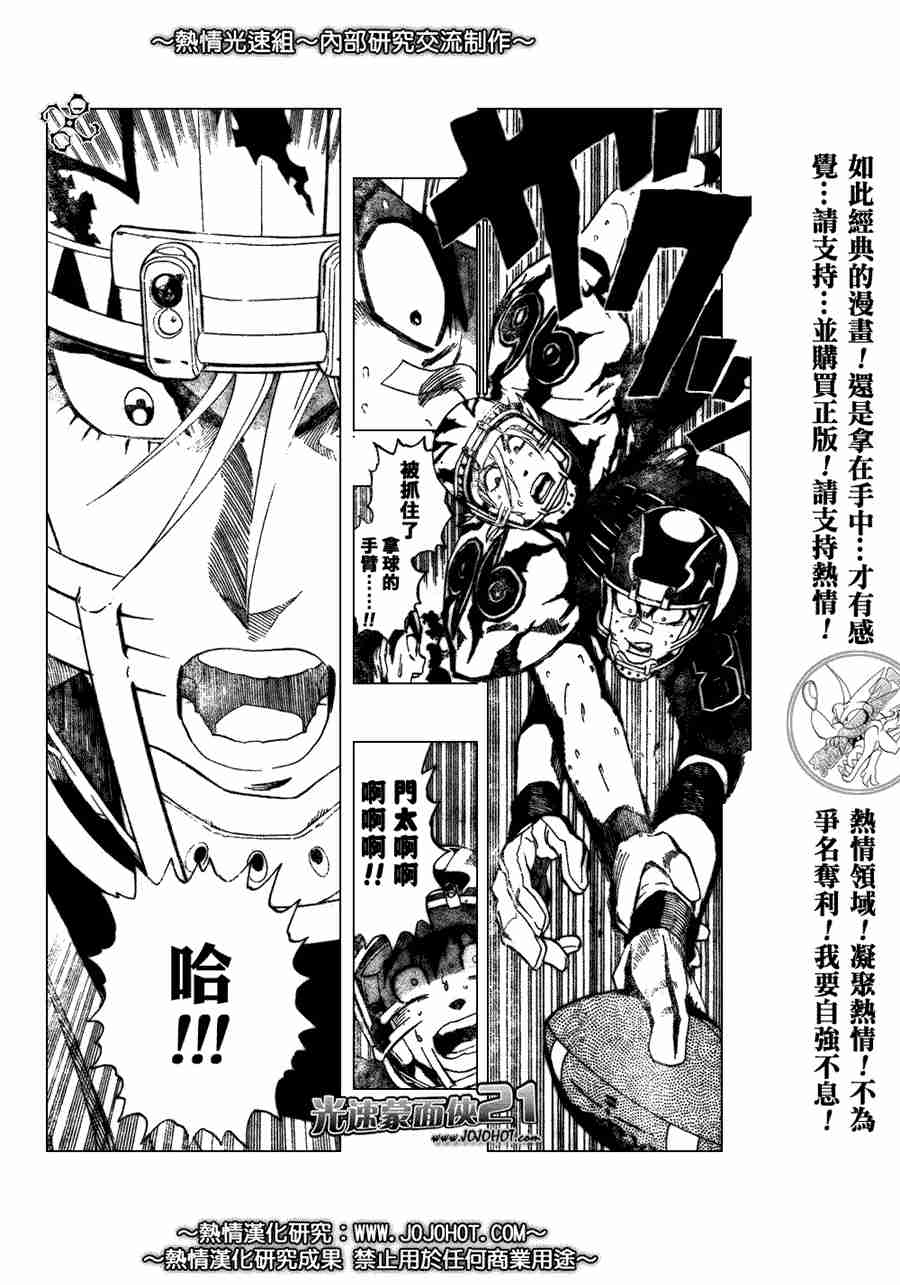 ～熱情光速組～內部研究交流制作～
如此經典的漫畫！還是拿在手中…才有感
覺…請支持…並購買正版！請支持熱情！
熱情領域！凝聚熱情！不為
爭名奪利！我要自強不息！
ザグッ
被抓住了
拿球的
手臂……!!
門太啊啊
啊啊啊!!
哈!!!
光速蒙面俠21
www.JOJOHOT.com
～熱情漢化研究：WWW.JOJOHOT.COM～
～熱情漢化研究成果 禁止用於任何商業用途～